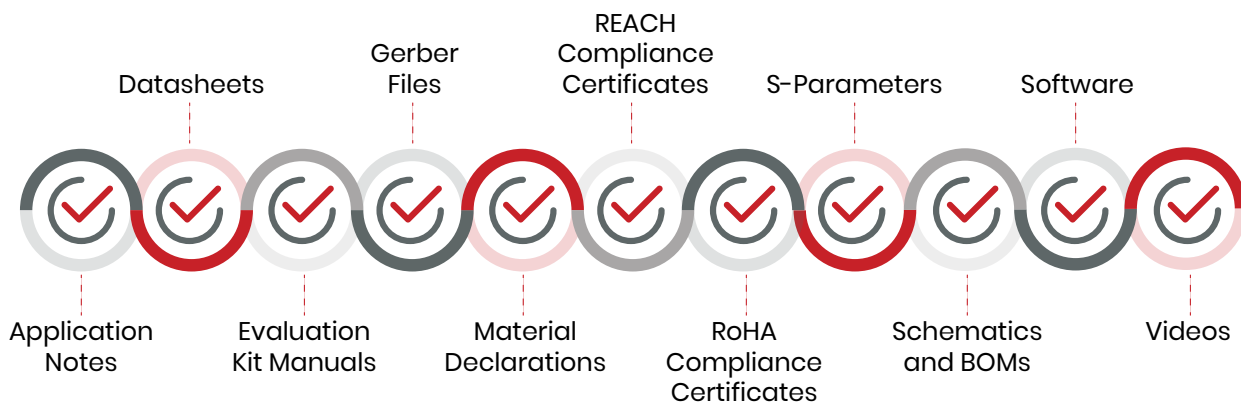 REACH
Compliance
Certificates
Gerber
Files
Datasheets
S-Parameters
Software
Application
Notes
Evaluation
Kit Manuals
Material
Declarations
RoHA
Compliance
Certificates
Schematics
and BOMs
Videos